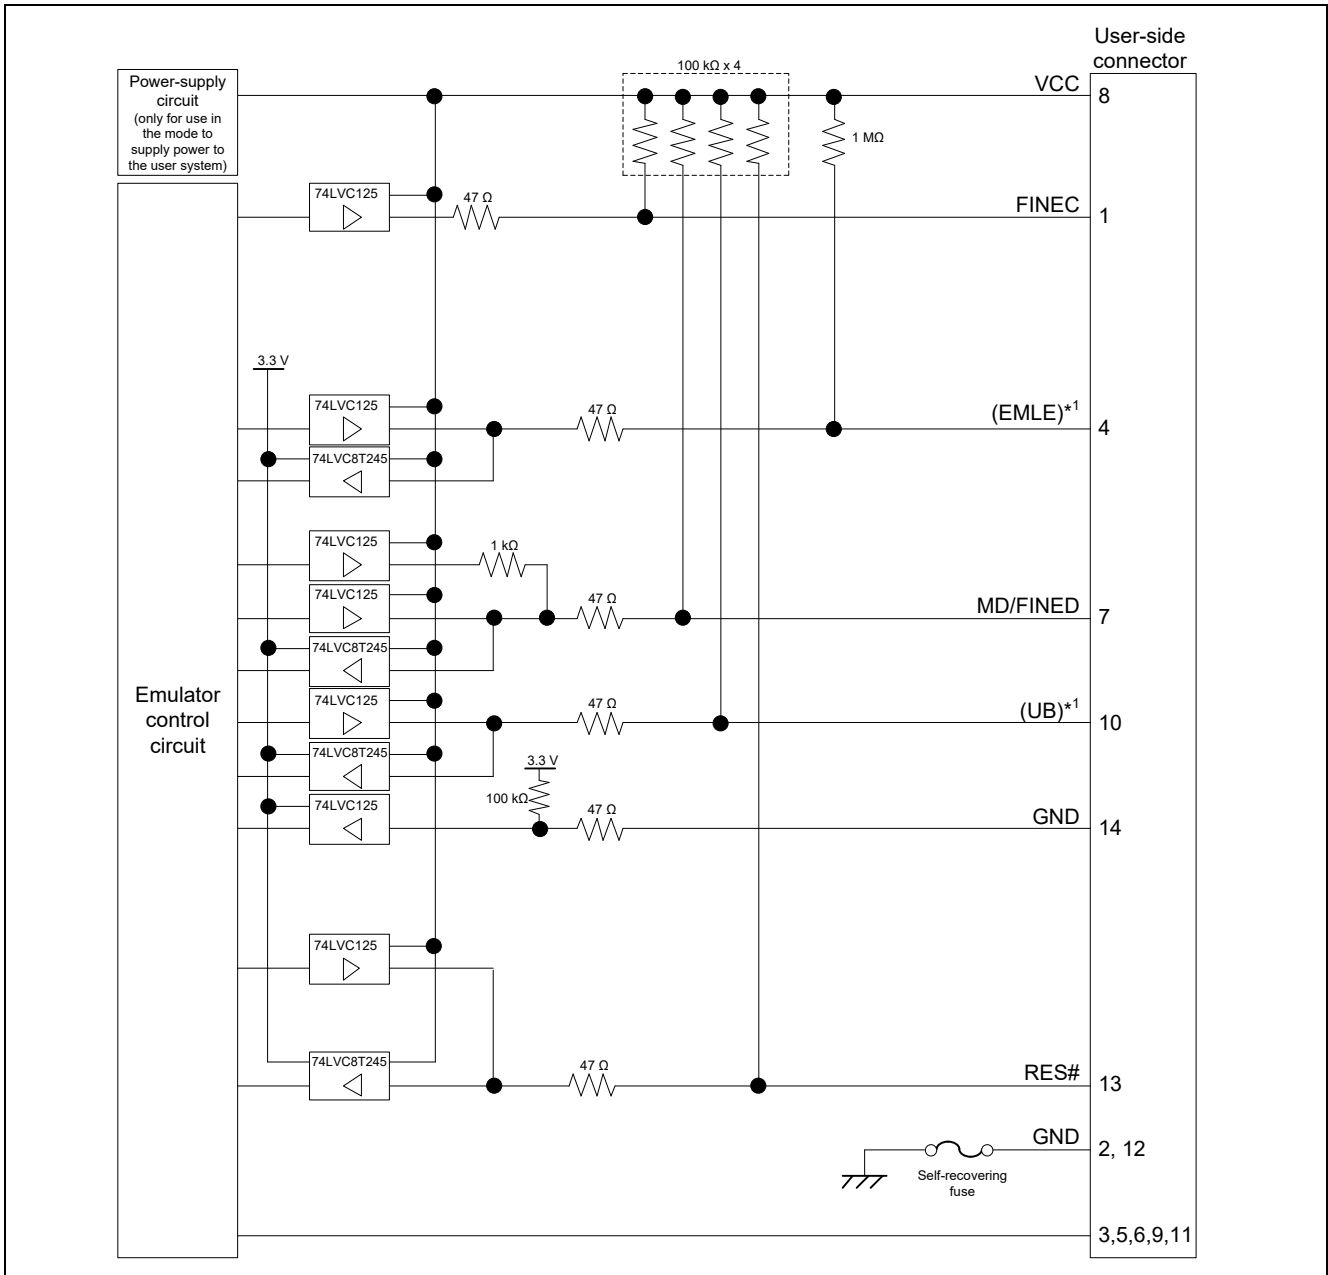 User-side
connector
Power-supply
circuit
(only for use in
the mode to
supply power to
the user system)
100 kΩ x 4
VCC
8
1 MΩ
74LVC125
47 Ω
FINEC
1
3.3 V
74LVC125
47 Ω
(EMLE)*1
4
74LVC8T245
74LVC125
1 kΩ
74LVC125
47 Ω
MD/FINED
7
74LVC8T245
Emulator
control
circuit
74LVC125
47 Ω
(UB)*1
10
74LVC8T245
3.3 V
100 kΩ
74LVC125
47 Ω
GND
14
74LVC125
74LVC8T245
47 Ω
RES#
13
GND
2, 12
Self-recovering
fuse
3,5,6,9,11